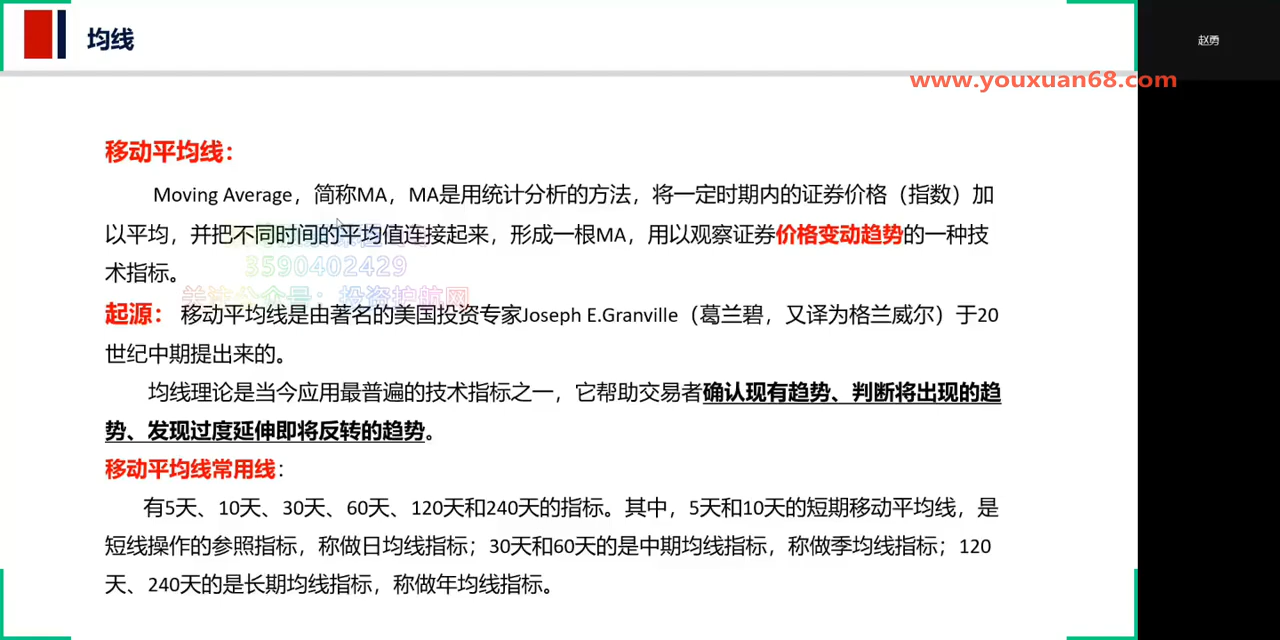 均线
赵勇
www.youxuan68.com
移动平均线：
Moving Average，简称MA，MA是用统计分析的方法，将一定时期内的证券价格（指数）加
以平均，并把不同时间的平均值连接起来，形成一根MA，用以观察证券价格变动趋势的一种技
术指标。
3590402429
关注公众号：投资护航网
起源： 移动平均线是由著名的美国投资专家Joseph E.Granville（葛兰碧，又译为格兰威尔）于20
世纪中期提出来的。
均线理论是当今应用最普遍的技术指标之一，它帮助交易者确认现有趋势、判断将出现的趋
势、发现过度延伸即将反转的趋势。
移动平均线常用线：
有5天、10天、30天、60天、120天和240天的指标。其中，5天和10天的短期移动平均线，是
短线操作的参照指标，称做日均线指标；30天和60天的是中期均线指标，称做季均线指标；120
天、240天的是长期均线指标，称做年均线指标。